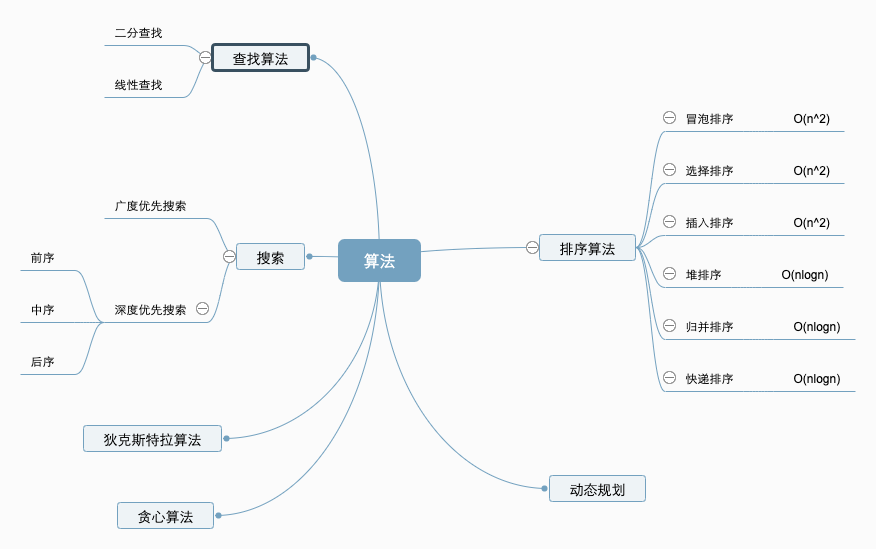 算法
查找算法
二分查找
线性查找
搜索
广度优先搜索
深度优先搜索
前序
中序
后序
狄克斯特拉算法
贪心算法
排序算法
冒泡排序 O(n^2)
选择排序 O(n^2)
插入排序 O(n^2)
堆排序 O(nlogn)
归并排序 O(nlogn)
快递排序 O(nlogn)
动态规划